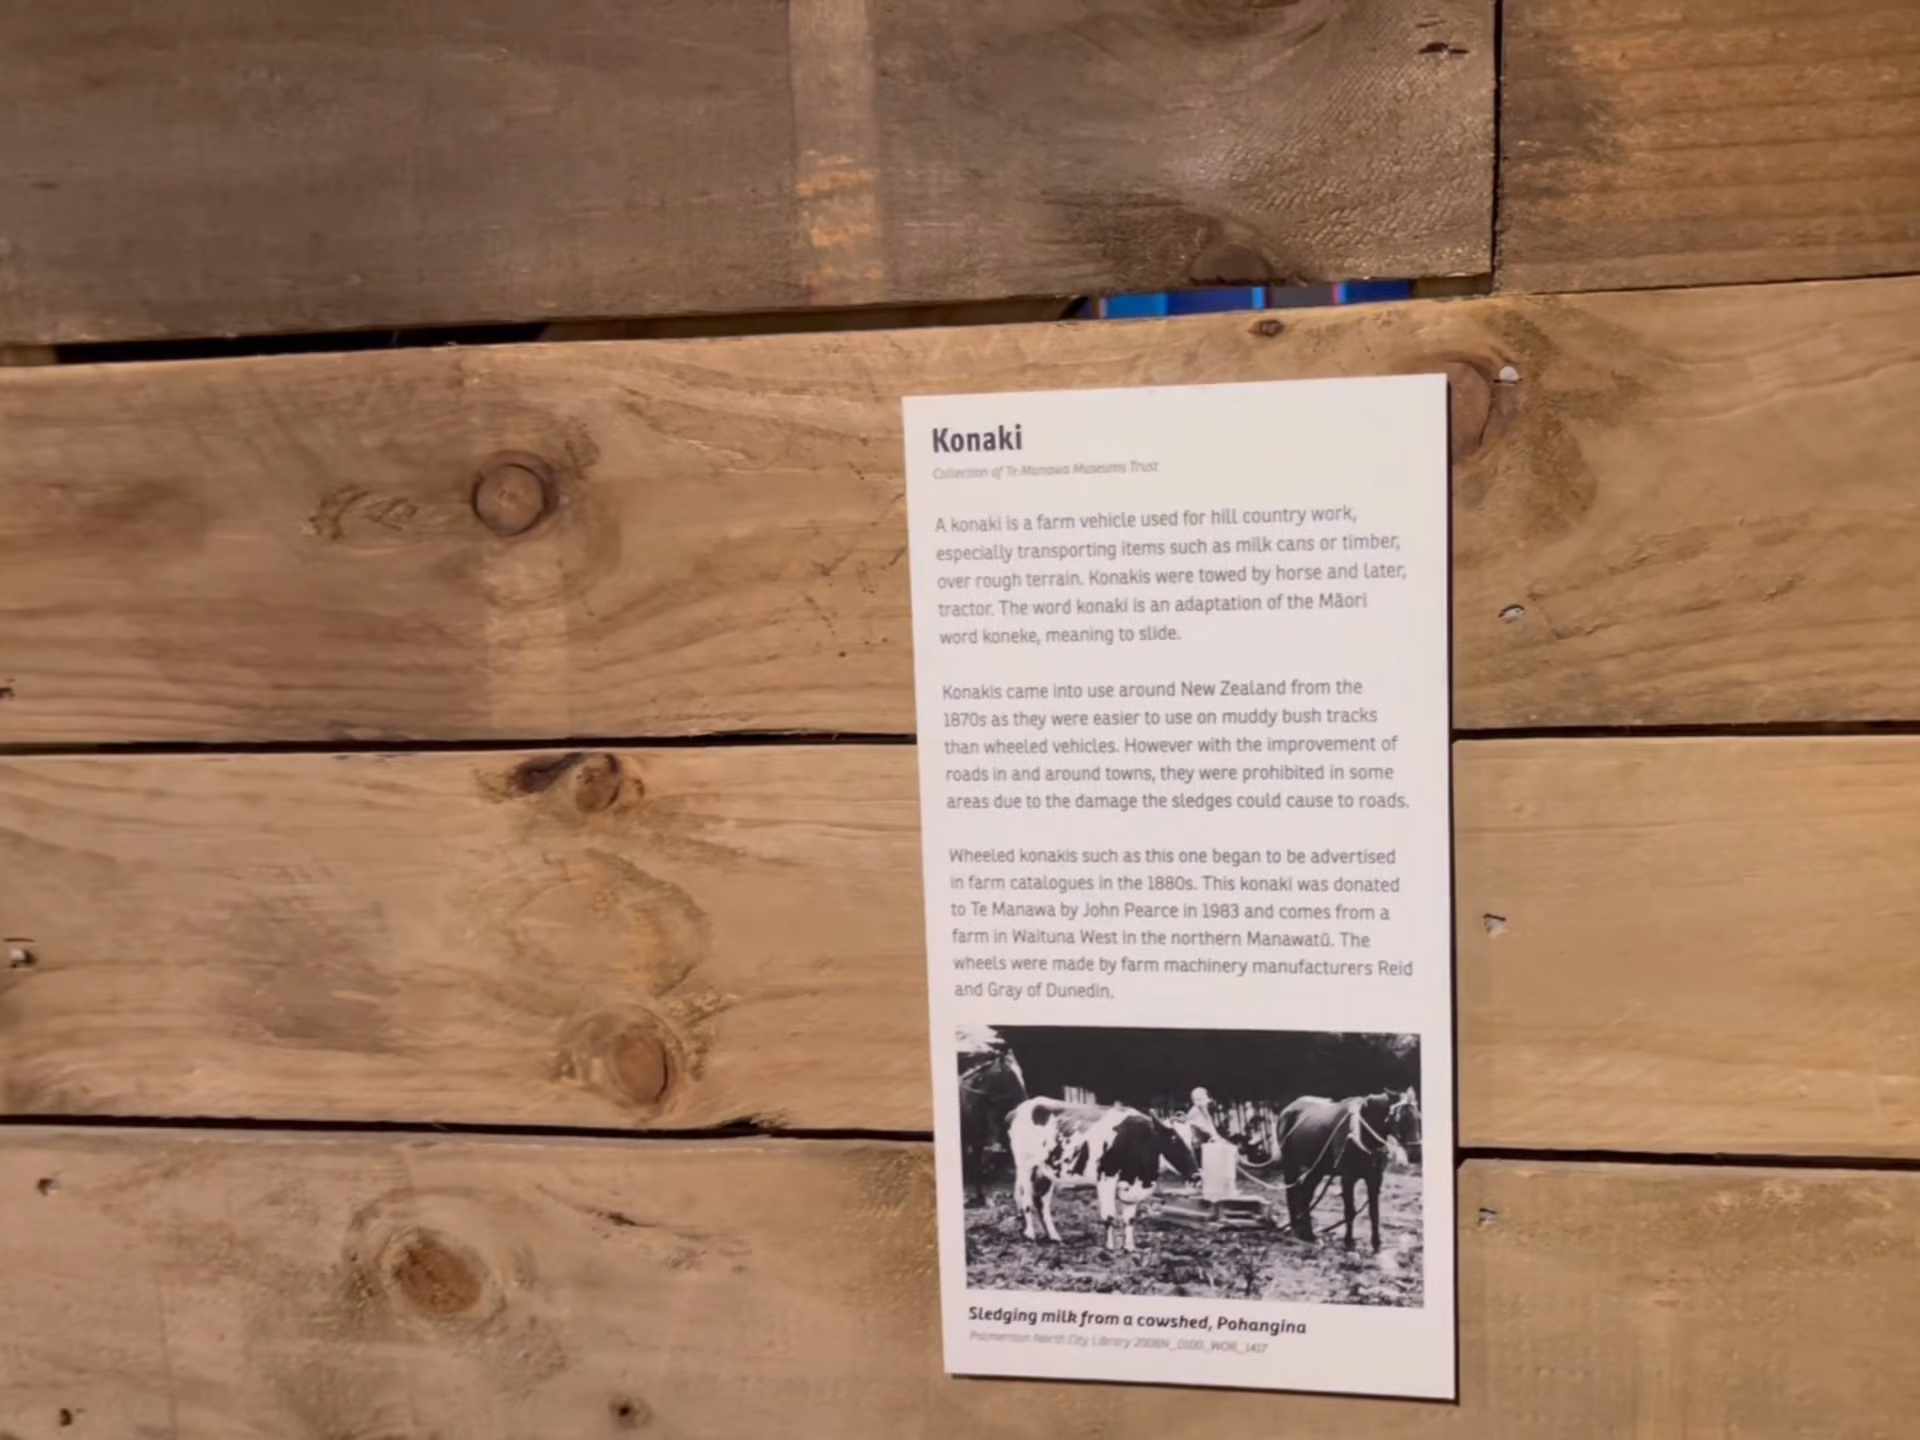 Konaki
Collection of Te Manawa Museums Trust
A konaki is a farm vehicle used for hill country work,
especially transporting items such as milk cans or timber,
over rough terrain. Konakis were towed by horse and later,
tractor. The word konaki is an adaptation of the Māori
word koneke, meaning to slide.
Konakis came into use around New Zealand from the
1870s as they were easier to use on muddy bush tracks
than wheeled vehicles. However with the improvement of
roads in and around towns, they were prohibited in some
areas due to the damage the sledges could cause to roads.
Wheeled konakis such as this one began to be advertised
in farm catalogues in the 1880s. This konaki was donated
to Te Manawa by John Pearce in 1983 and comes from a
farm in Waituna West in the northern Manawatū. The
wheels were made by farm machinery manufacturers Reid
and Gray of Dunedin.
Sledging milk from a cowshed, Pohangina
Palmerston North City Library